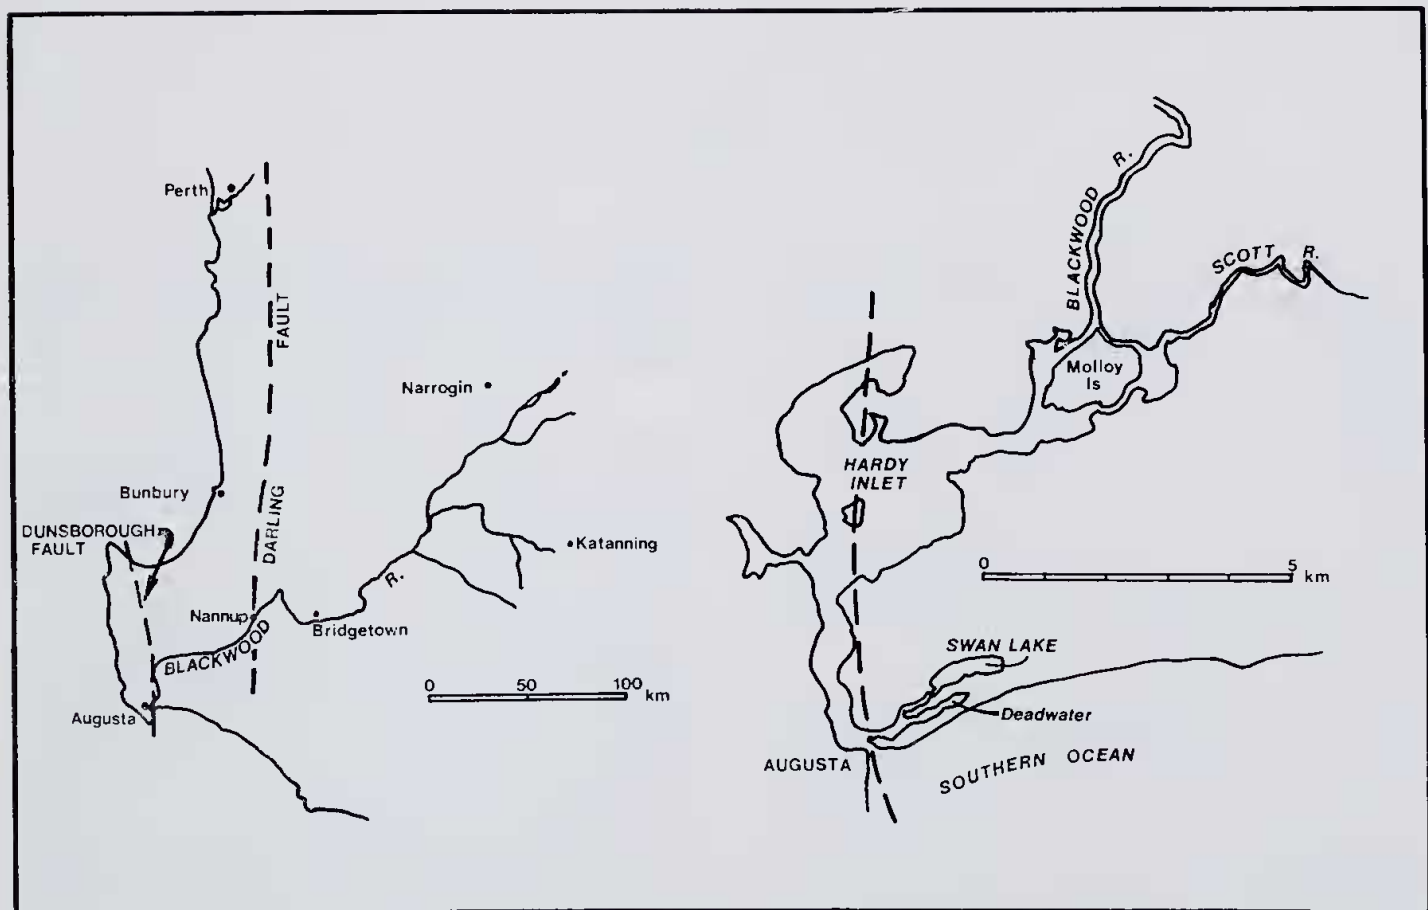 Perth
FAULT
Narrogin
Bunbury
DARLING
DUNSBOROUGH
FAULT
Katanning
R.
Nannup
Bridgetown
BLACKWOOD
0 50 100 km
Augusta
BLACKWOOD R.
SCOTT R.
Molloy
Is
HARDY
INLET
0 5
km
SWAN LAKE
Deadwater
AUGUSTA
SOUTHERN OCEAN